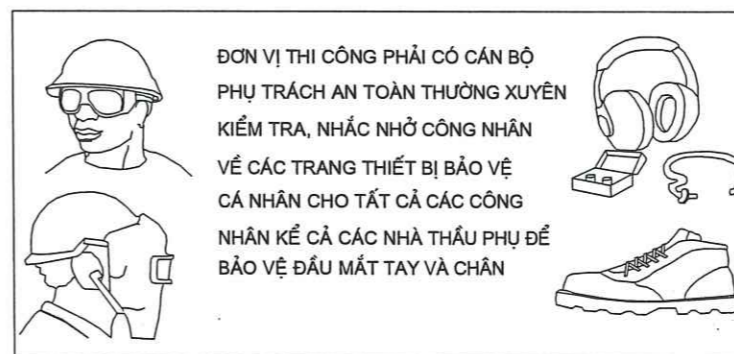 ĐƠN VỊ THI CÔNG PHẢI CÓ CÁN BỘ
PHỤ TRÁCH AN TOÀN THƯỜNG XUYÊN
KIỂM TRA, NHẮC NHỞ CÔNG NHÂN
VỀ CÁC TRANG THIẾT BỊ BẢO VỆ
CÁ NHÂN CHO TẤT CẢ CÁC CÔNG
NHÂN KỂ CẢ CÁC NHÀ THẦU PHỤ ĐỂ
BẢO VỆ ĐẦU MẮT TAY VÀ CHÂN